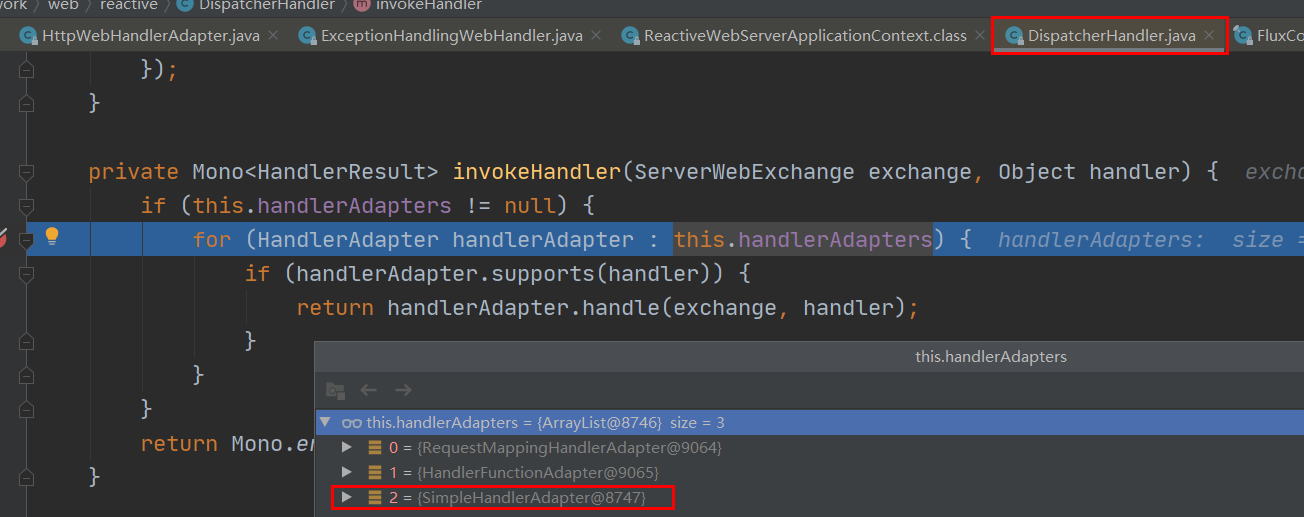 work › web › reactive › DispatcherHandler › m invokeHandler
HttpWebHandlerAdapter.java × ExceptionHandlingWebHandler.java × ReactiveWebServerApplicationContext.class × DispatcherHandler.java × FluxCo
});
}
private Mono<HandlerResult> invokeHandler(ServerWebExchange exchange, Object handler) { excha
if (this.handlerAdapters != null) {
for (HandlerAdapter handlerAdapter : this.handlerAdapters) { handlerAdapters: size =
if (handlerAdapter.supports(handler)) {
return handlerAdapter.handle(exchange, handler);
}
}
}
return Mono.er
}
this.handlerAdapters
this.handlerAdapters = {ArrayList@8746} size = 3
0 = {RequestMappingHandlerAdapter@9064}
1 = {HandlerFunctionAdapter@9065}
2 = {SimpleHandlerAdapter@8747}